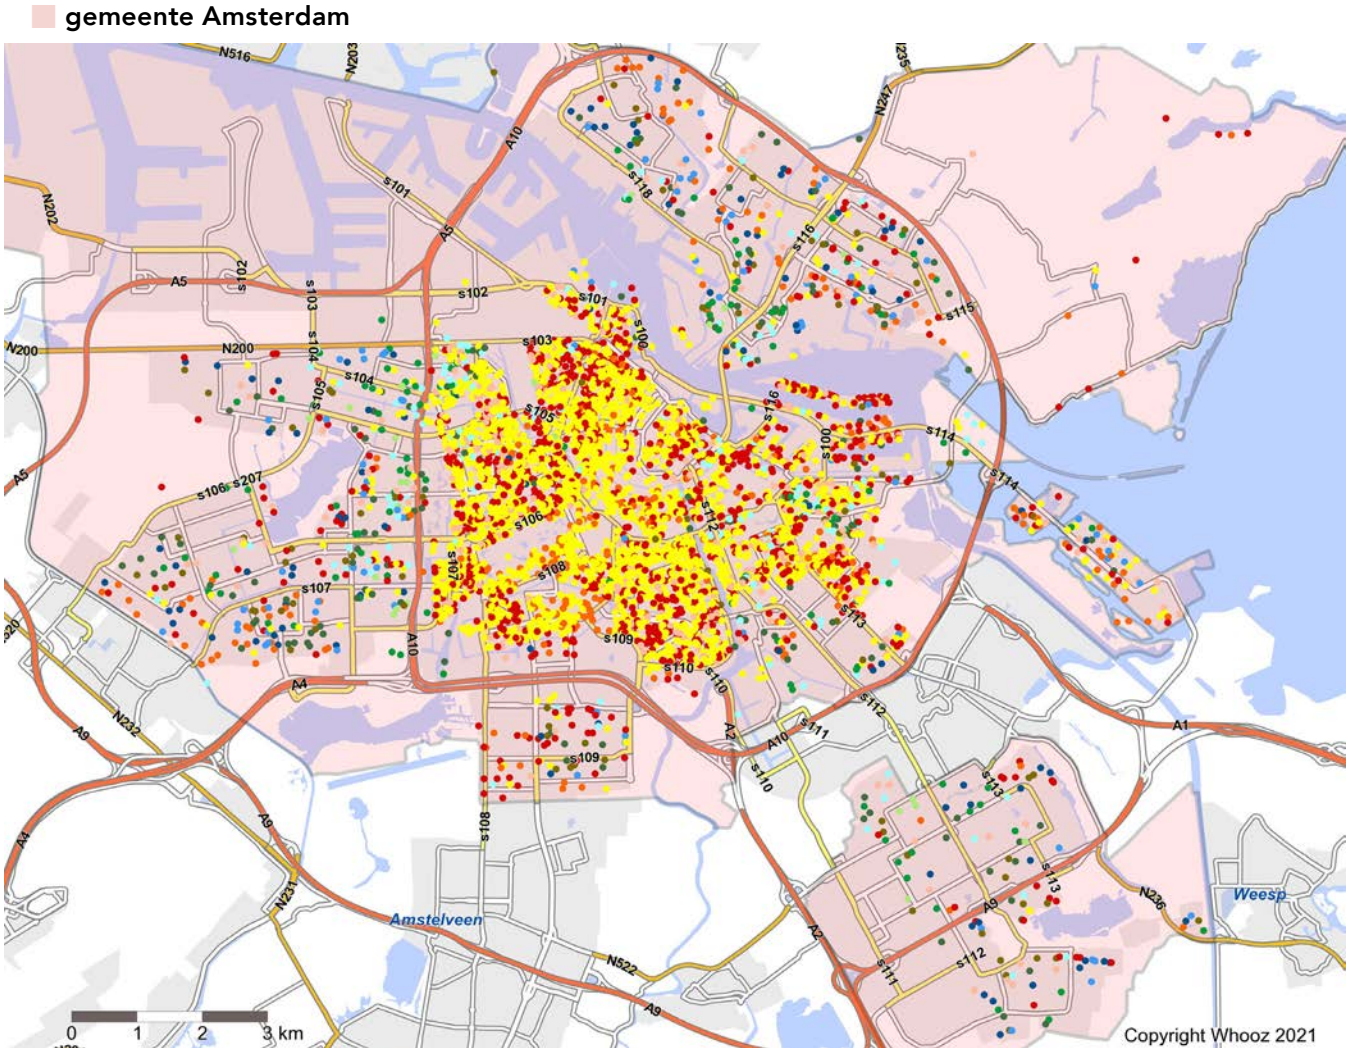 gemeente Amsterdam
N516
N203
N235
N247
A10
s101
s118
N202
A5
s116
s102
A5
s102
s103
s101
s100
s115
N200
N200
s104
s103
s104
s105
s105
s116
s100
s114
A5
s106
s207
s114
s106
s112
s107
s108
s107
s113
A10
s109
s110
s110
A4
N232
A9
A2
A10
s111
s112
A1
s109
s110
s113
s108
A4
A9
s113
N231
Amstelveen
A9
N236
Weesp
A2
N522
s112
s111
A9
0 1 2 3 km
Copyright Whooz 2021